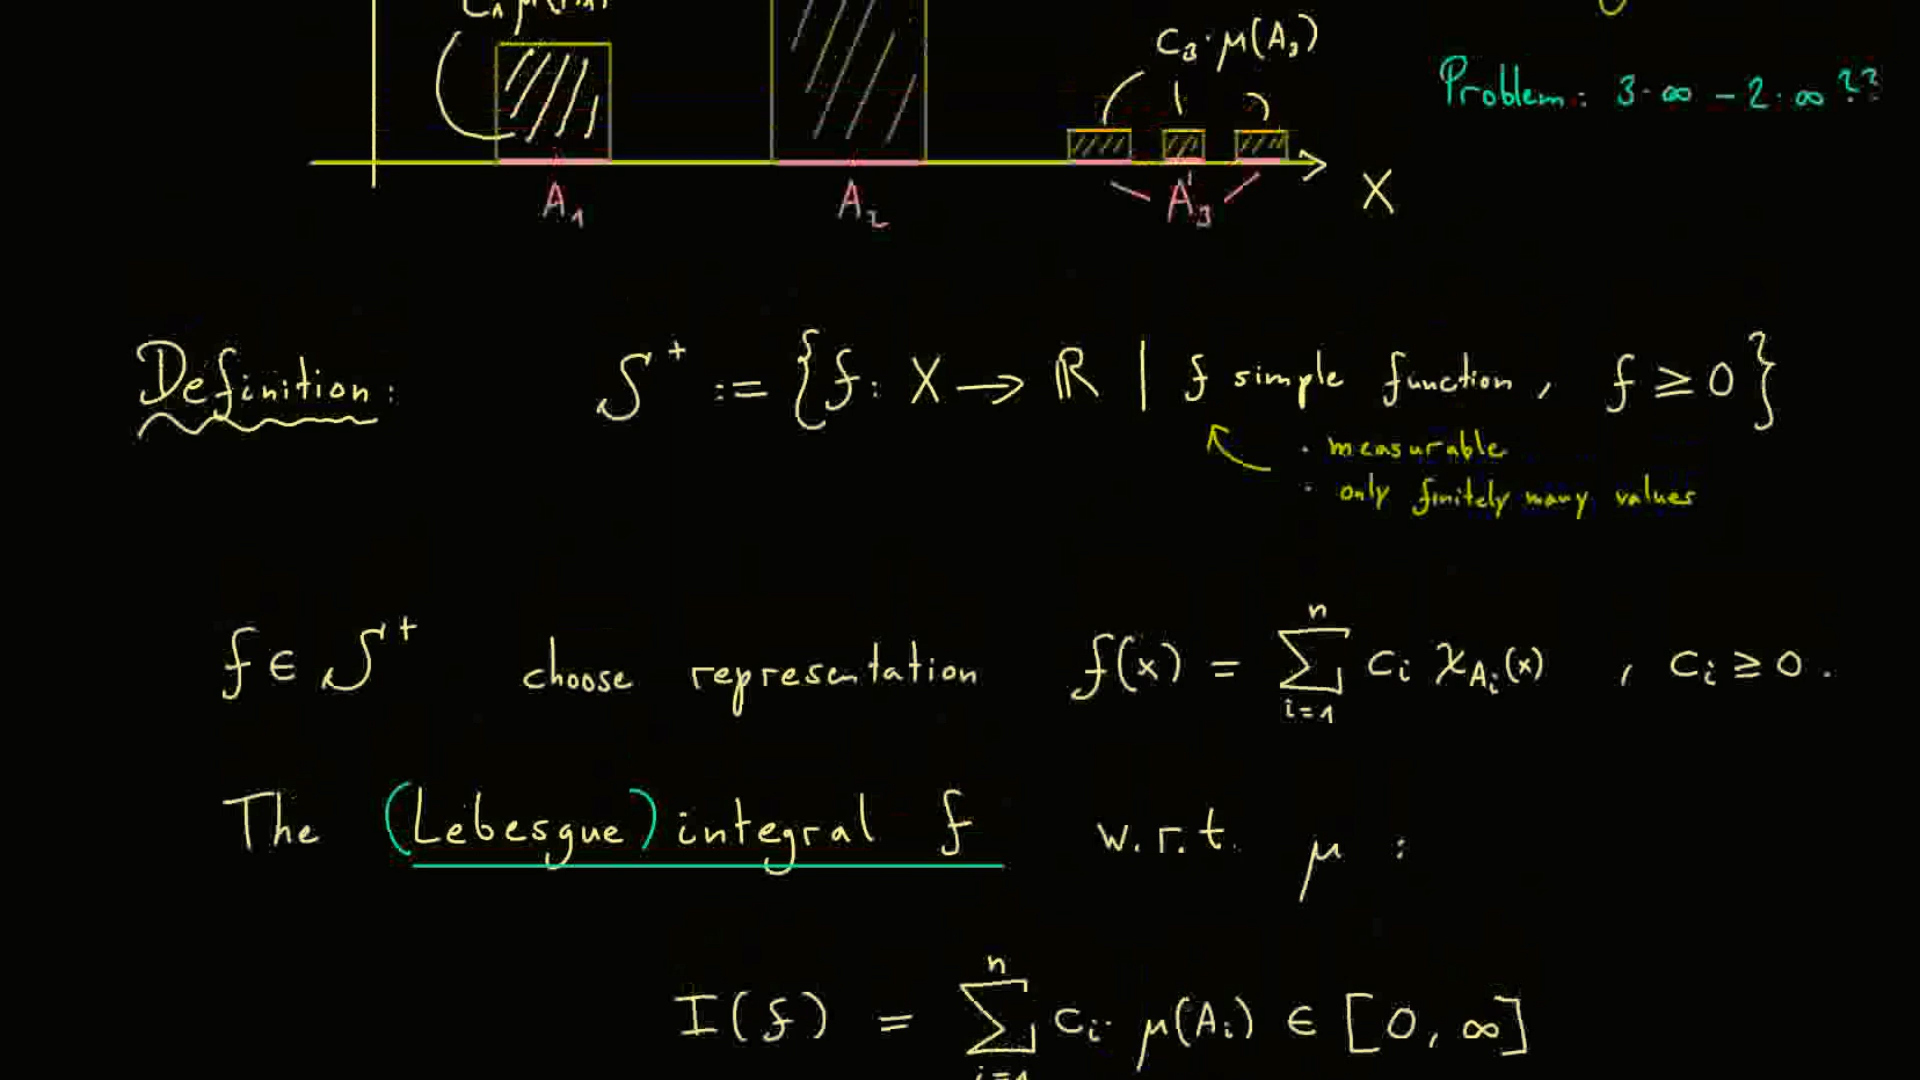 C₃·μ(A₃)
Problem: 3·∞ - 2·∞ ??
A₁ A₂ A₃ X
Definition: S⁺ := {f: X → ℝ | f simple function, f ≥ 0}
· measurable
· only finitely many values
f ∈ S⁺ choose representation f(x) = ∑ᵢ₌₁ⁿ cᵢ χ_Aᵢ(x) , cᵢ ≥ 0.
The (Lebesgue) integral f w.r.t. μ :
I(f) = ∑ᵢ₌₁ⁿ cᵢ· μ(Aᵢ) ∈ [0, ∞]